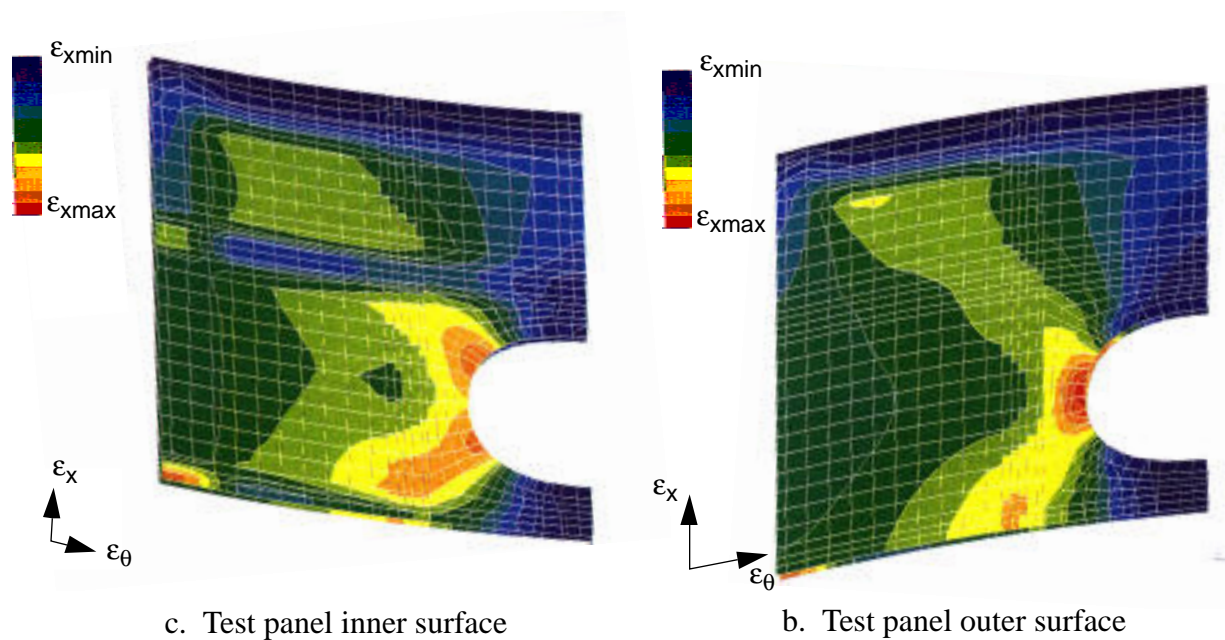 εxmin
εxmax
εx
εθ
c. Test panel inner surface
εxmin
εxmax
εx
εθ
b. Test panel outer surface